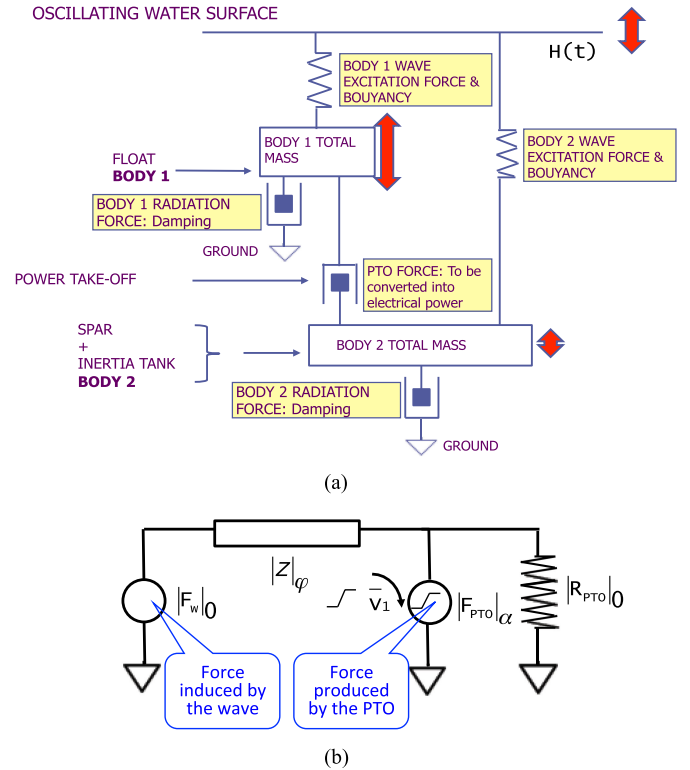 OSCILLATING WATER SURFACE
H(t)
BODY 1 WAVE
EXCITATION FORCE &
BOUYANCY
BODY 1 TOTAL
MASS
BODY 2 WAVE
EXCITATION FORCE &
BOUYANCY
FLOAT
BODY 1
BODY 1 RADIATION
FORCE: Damping
GROUND
POWER TAKE-OFF
PTO FORCE: To be
converted into
electrical power
SPAR
+
INERTIA TANK
BODY 2
BODY 2 TOTAL MASS
BODY 2 RADIATION
FORCE: Damping
GROUND
(a)
|Z|φ
|Fw|0
v̅1
|FPTO|α
|RPTO|0
Force
induced by
the wave
Force
produced
by the PTO
(b)